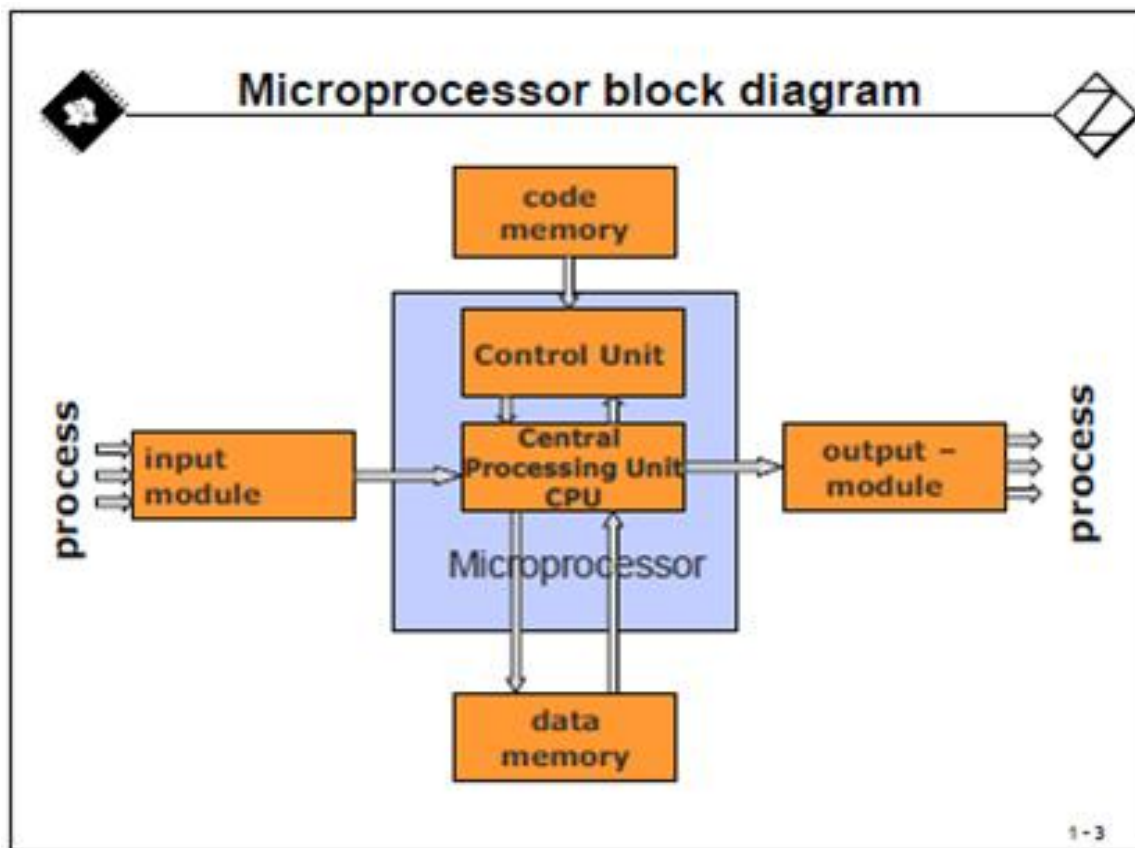 Microprocessor block diagram
code
memory
Control Unit
process
input
module
Central
Processing Unit
CPU
output –
module
process
Microprocessor
data
memory
1 - 3